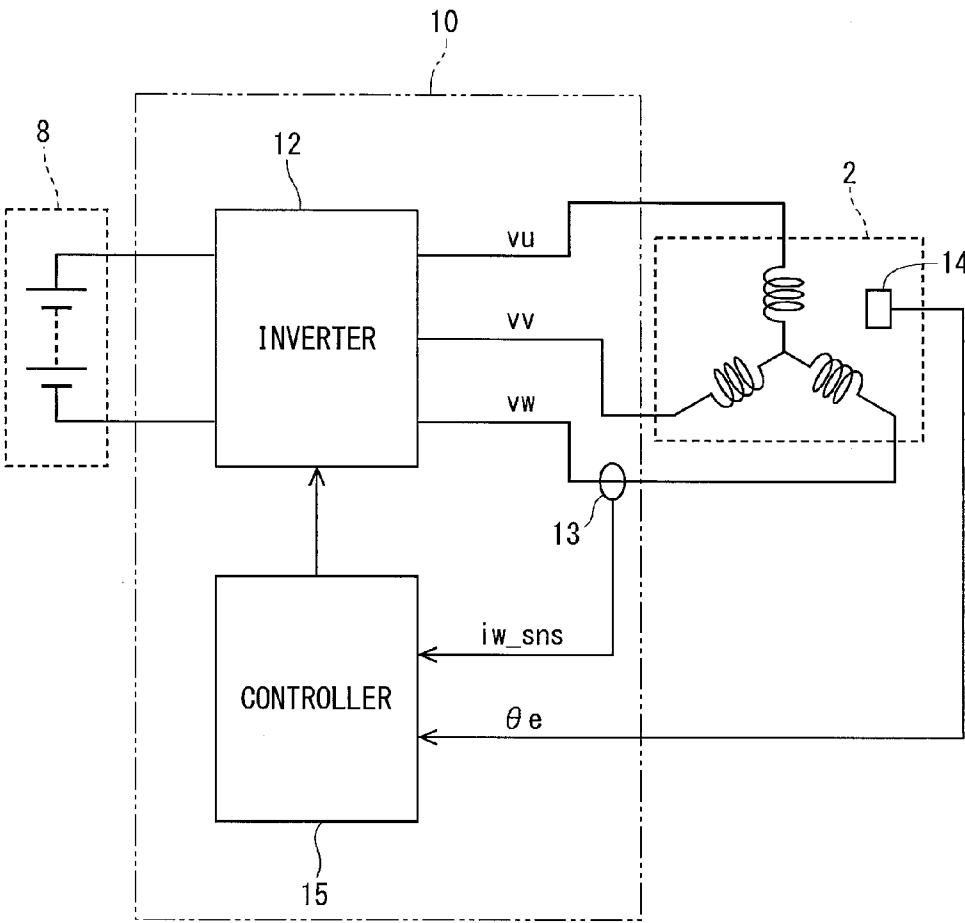 10
8
12
2
14
vu
INVERTER
vv
vw
13
iw_sns
CONTROLLER
θe
15